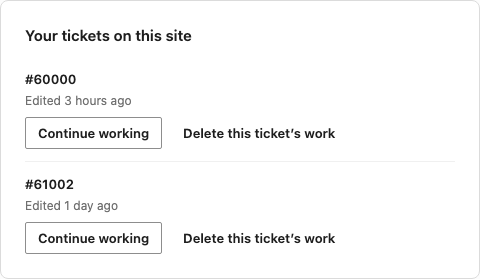 Your tickets on this site
#60000
Edited 3 hours ago
Continue working Delete this ticket’s work
#61002
Edited 1 day ago
Continue working Delete this ticket’s work